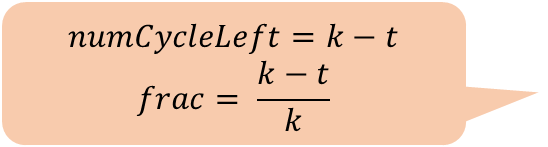 numCycleLeft = k − t
frac = (k − t) / k